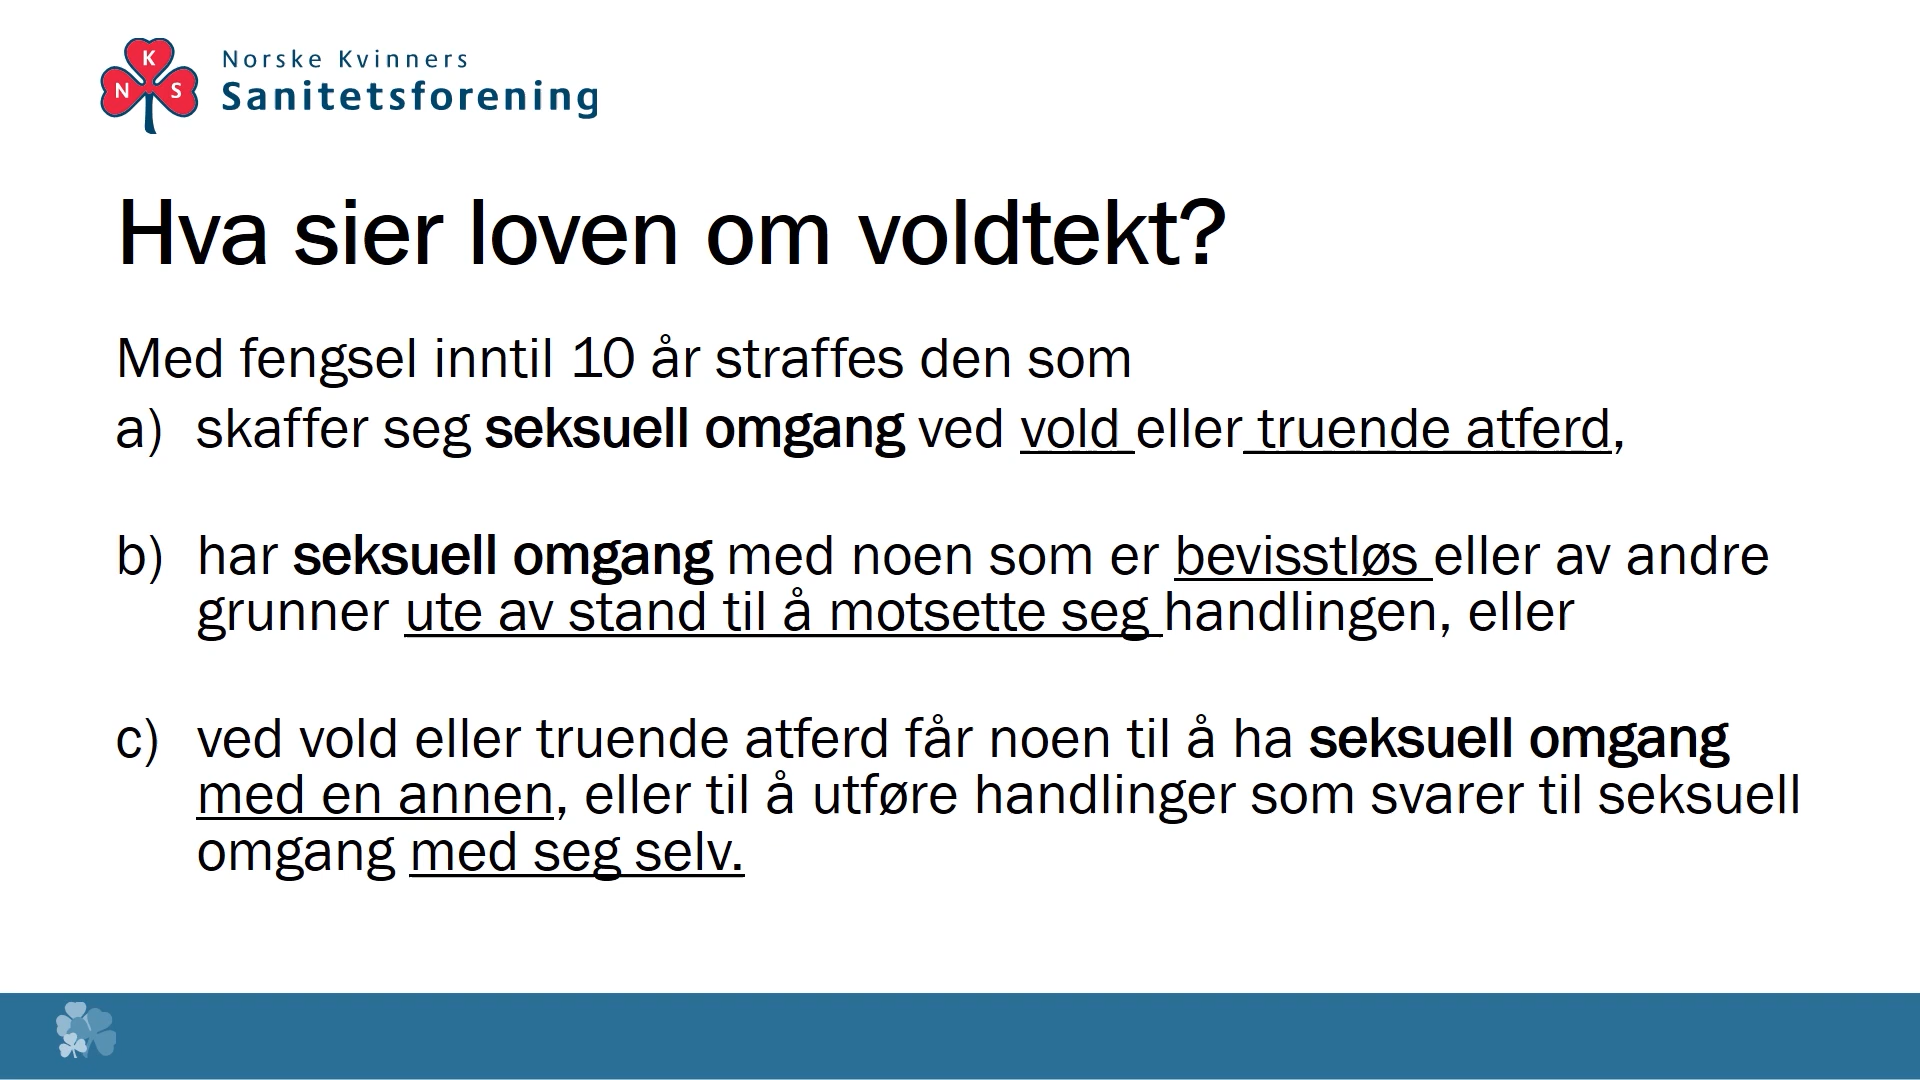 K
N S
Norske Kvinners
Sanitetsforening
Hva sier loven om voldtekt?
Med fengsel inntil 10 år straffes den som
a) skaffer seg seksuell omgang ved vold eller truende atferd,
b) har seksuell omgang med noen som er bevisstløs eller av andre
grunner ute av stand til å motsette seg handlingen, eller
c) ved vold eller truende atferd får noen til å ha seksuell omgang
med en annen, eller til å utføre handlinger som svarer til seksuell
omgang med seg selv.